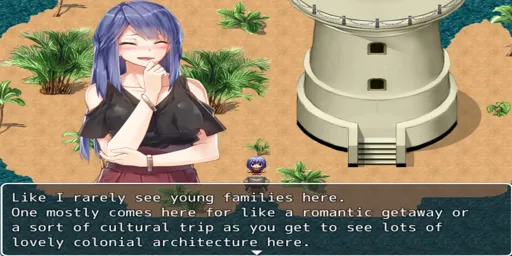 Like I rarely see young families here.
One mostly comes here for like a romantic getaway or
a sort of cultural trip as you get to see lots of
lovely colonial architecture here.